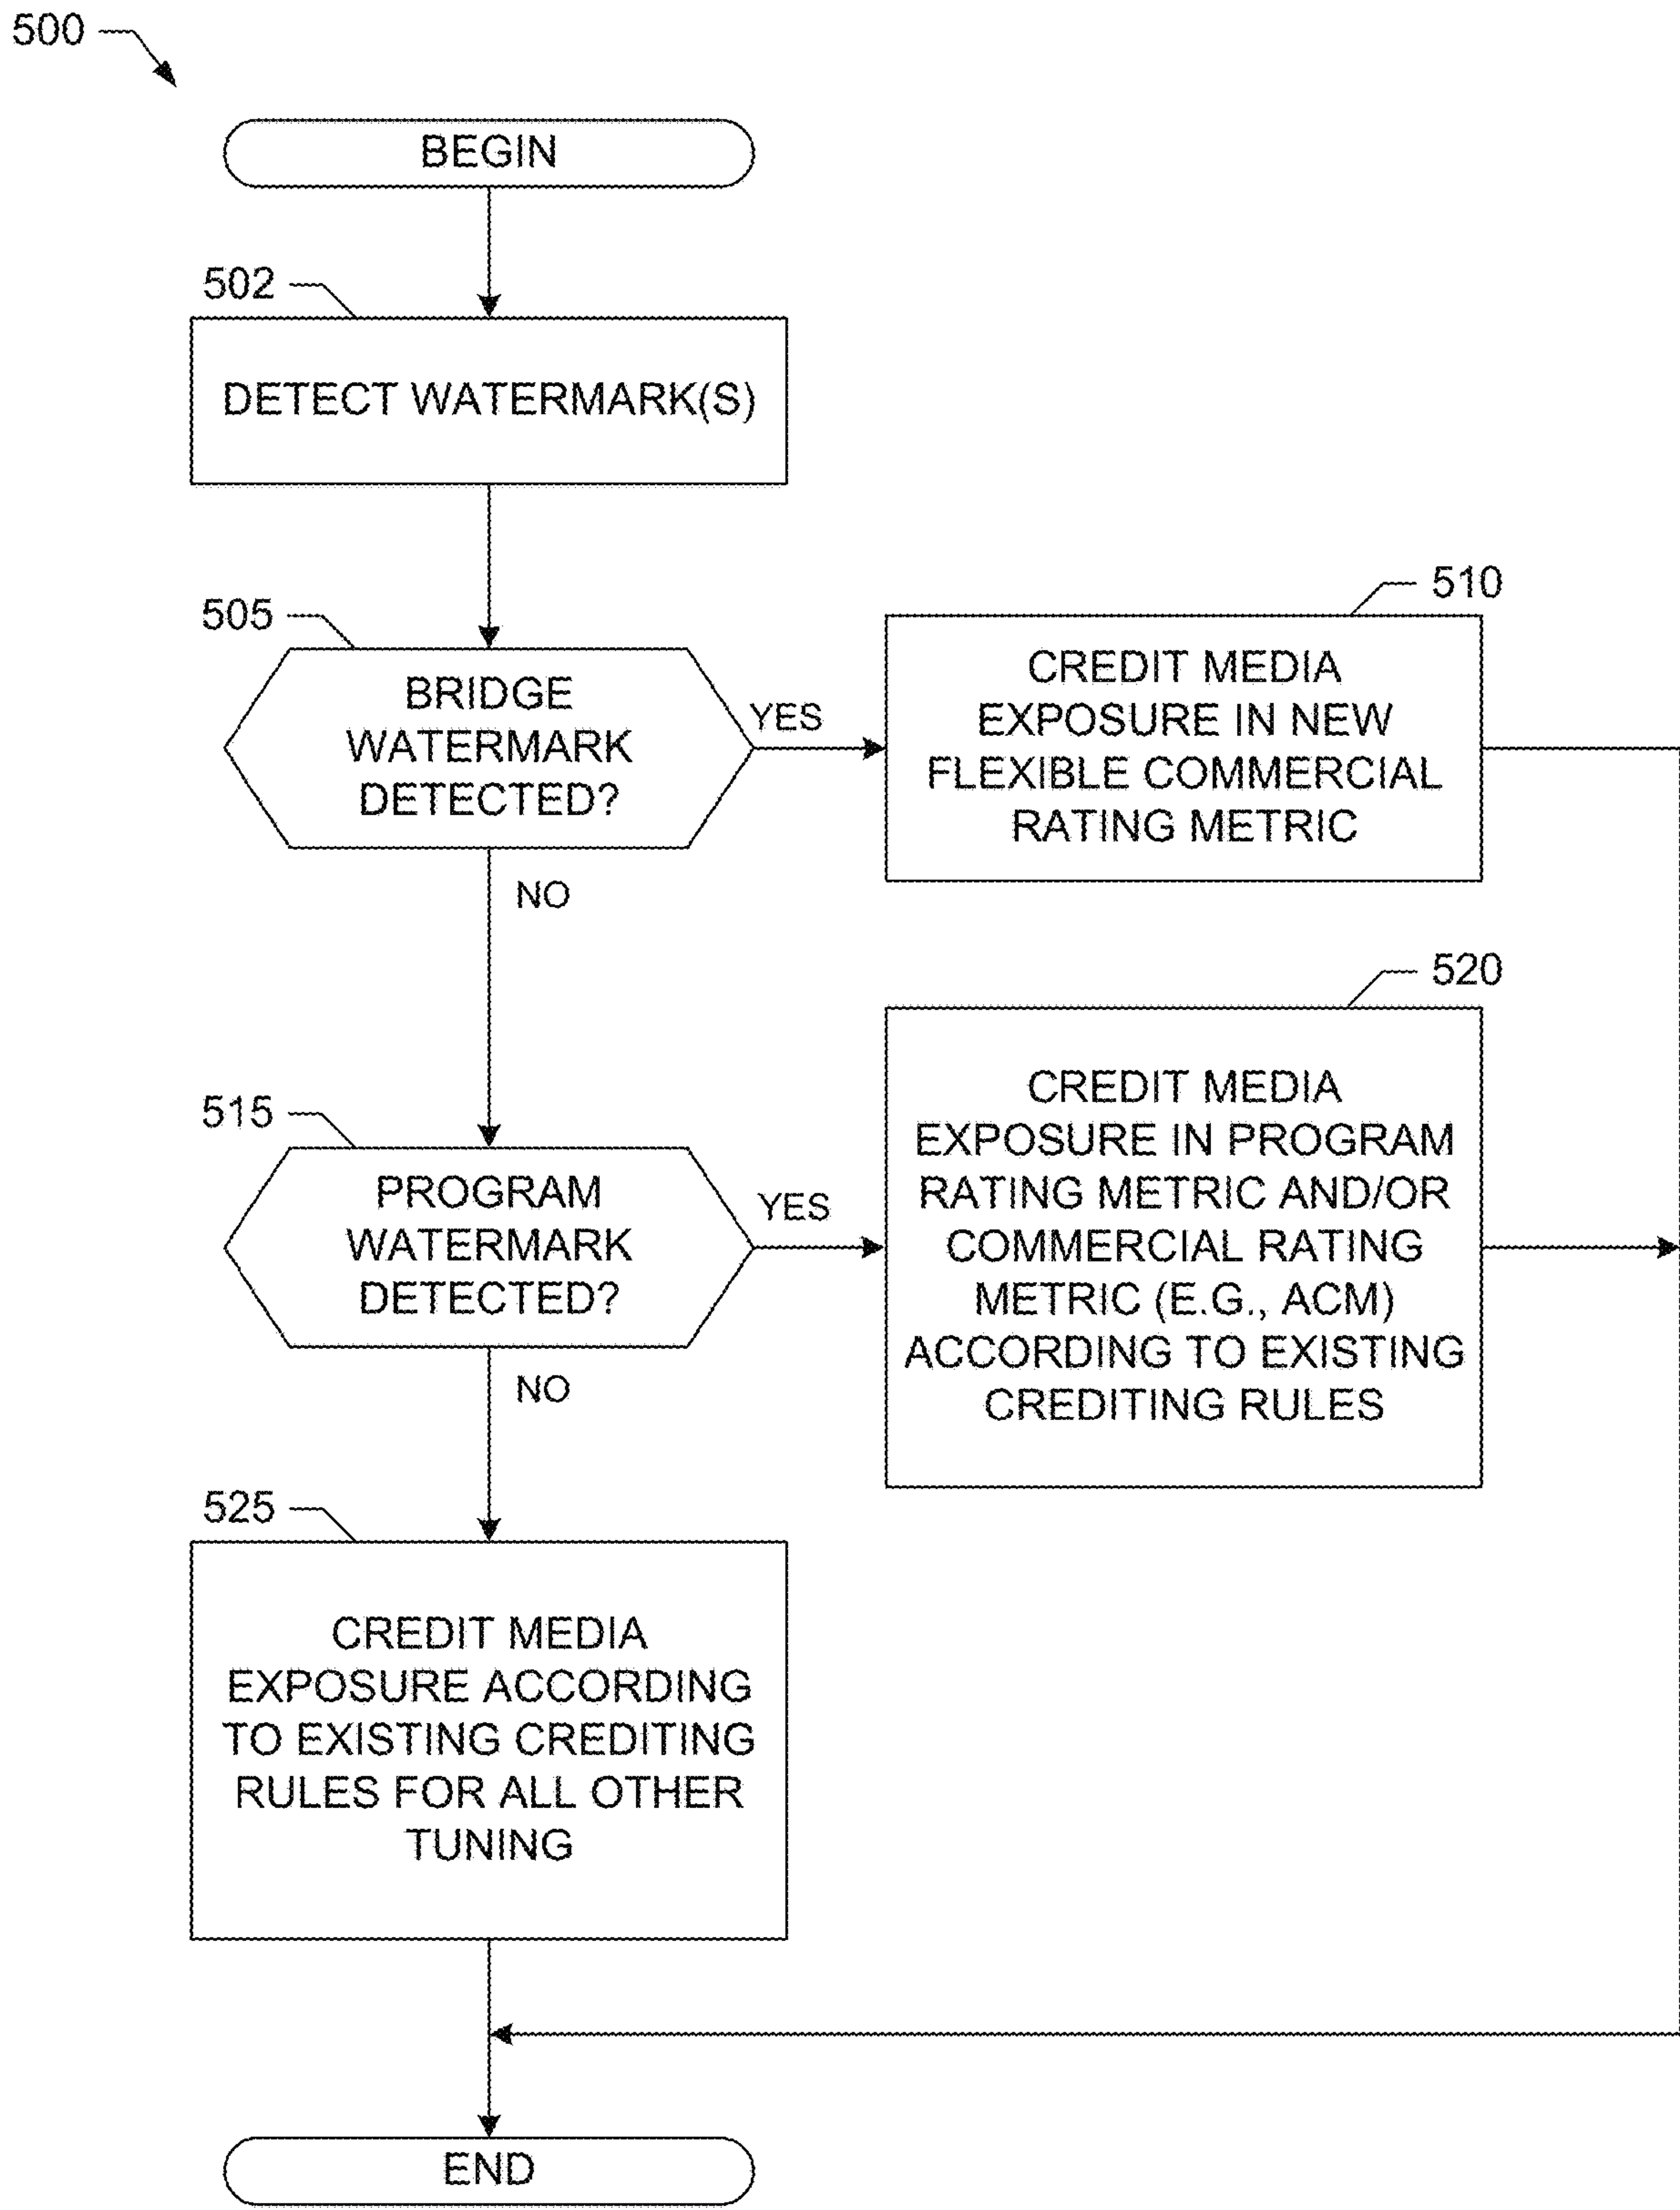 500
BEGIN
502
DETECT WATERMARK(S)
505
BRIDGE
WATERMARK
DETECTED?
YES
NO
510
CREDIT MEDIA
EXPOSURE IN NEW
FLEXIBLE COMMERCIAL
RATING METRIC
515
PROGRAM
WATERMARK
DETECTED?
YES
NO
520
CREDIT MEDIA
EXPOSURE IN PROGRAM
RATING METRIC AND/OR
COMMERCIAL RATING
METRIC (E.G., ACM)
ACCORDING TO EXISTING
CREDITING RULES
525
CREDIT MEDIA
EXPOSURE ACCORDING
TO EXISTING CREDITING
RULES FOR ALL OTHER
TUNING
END